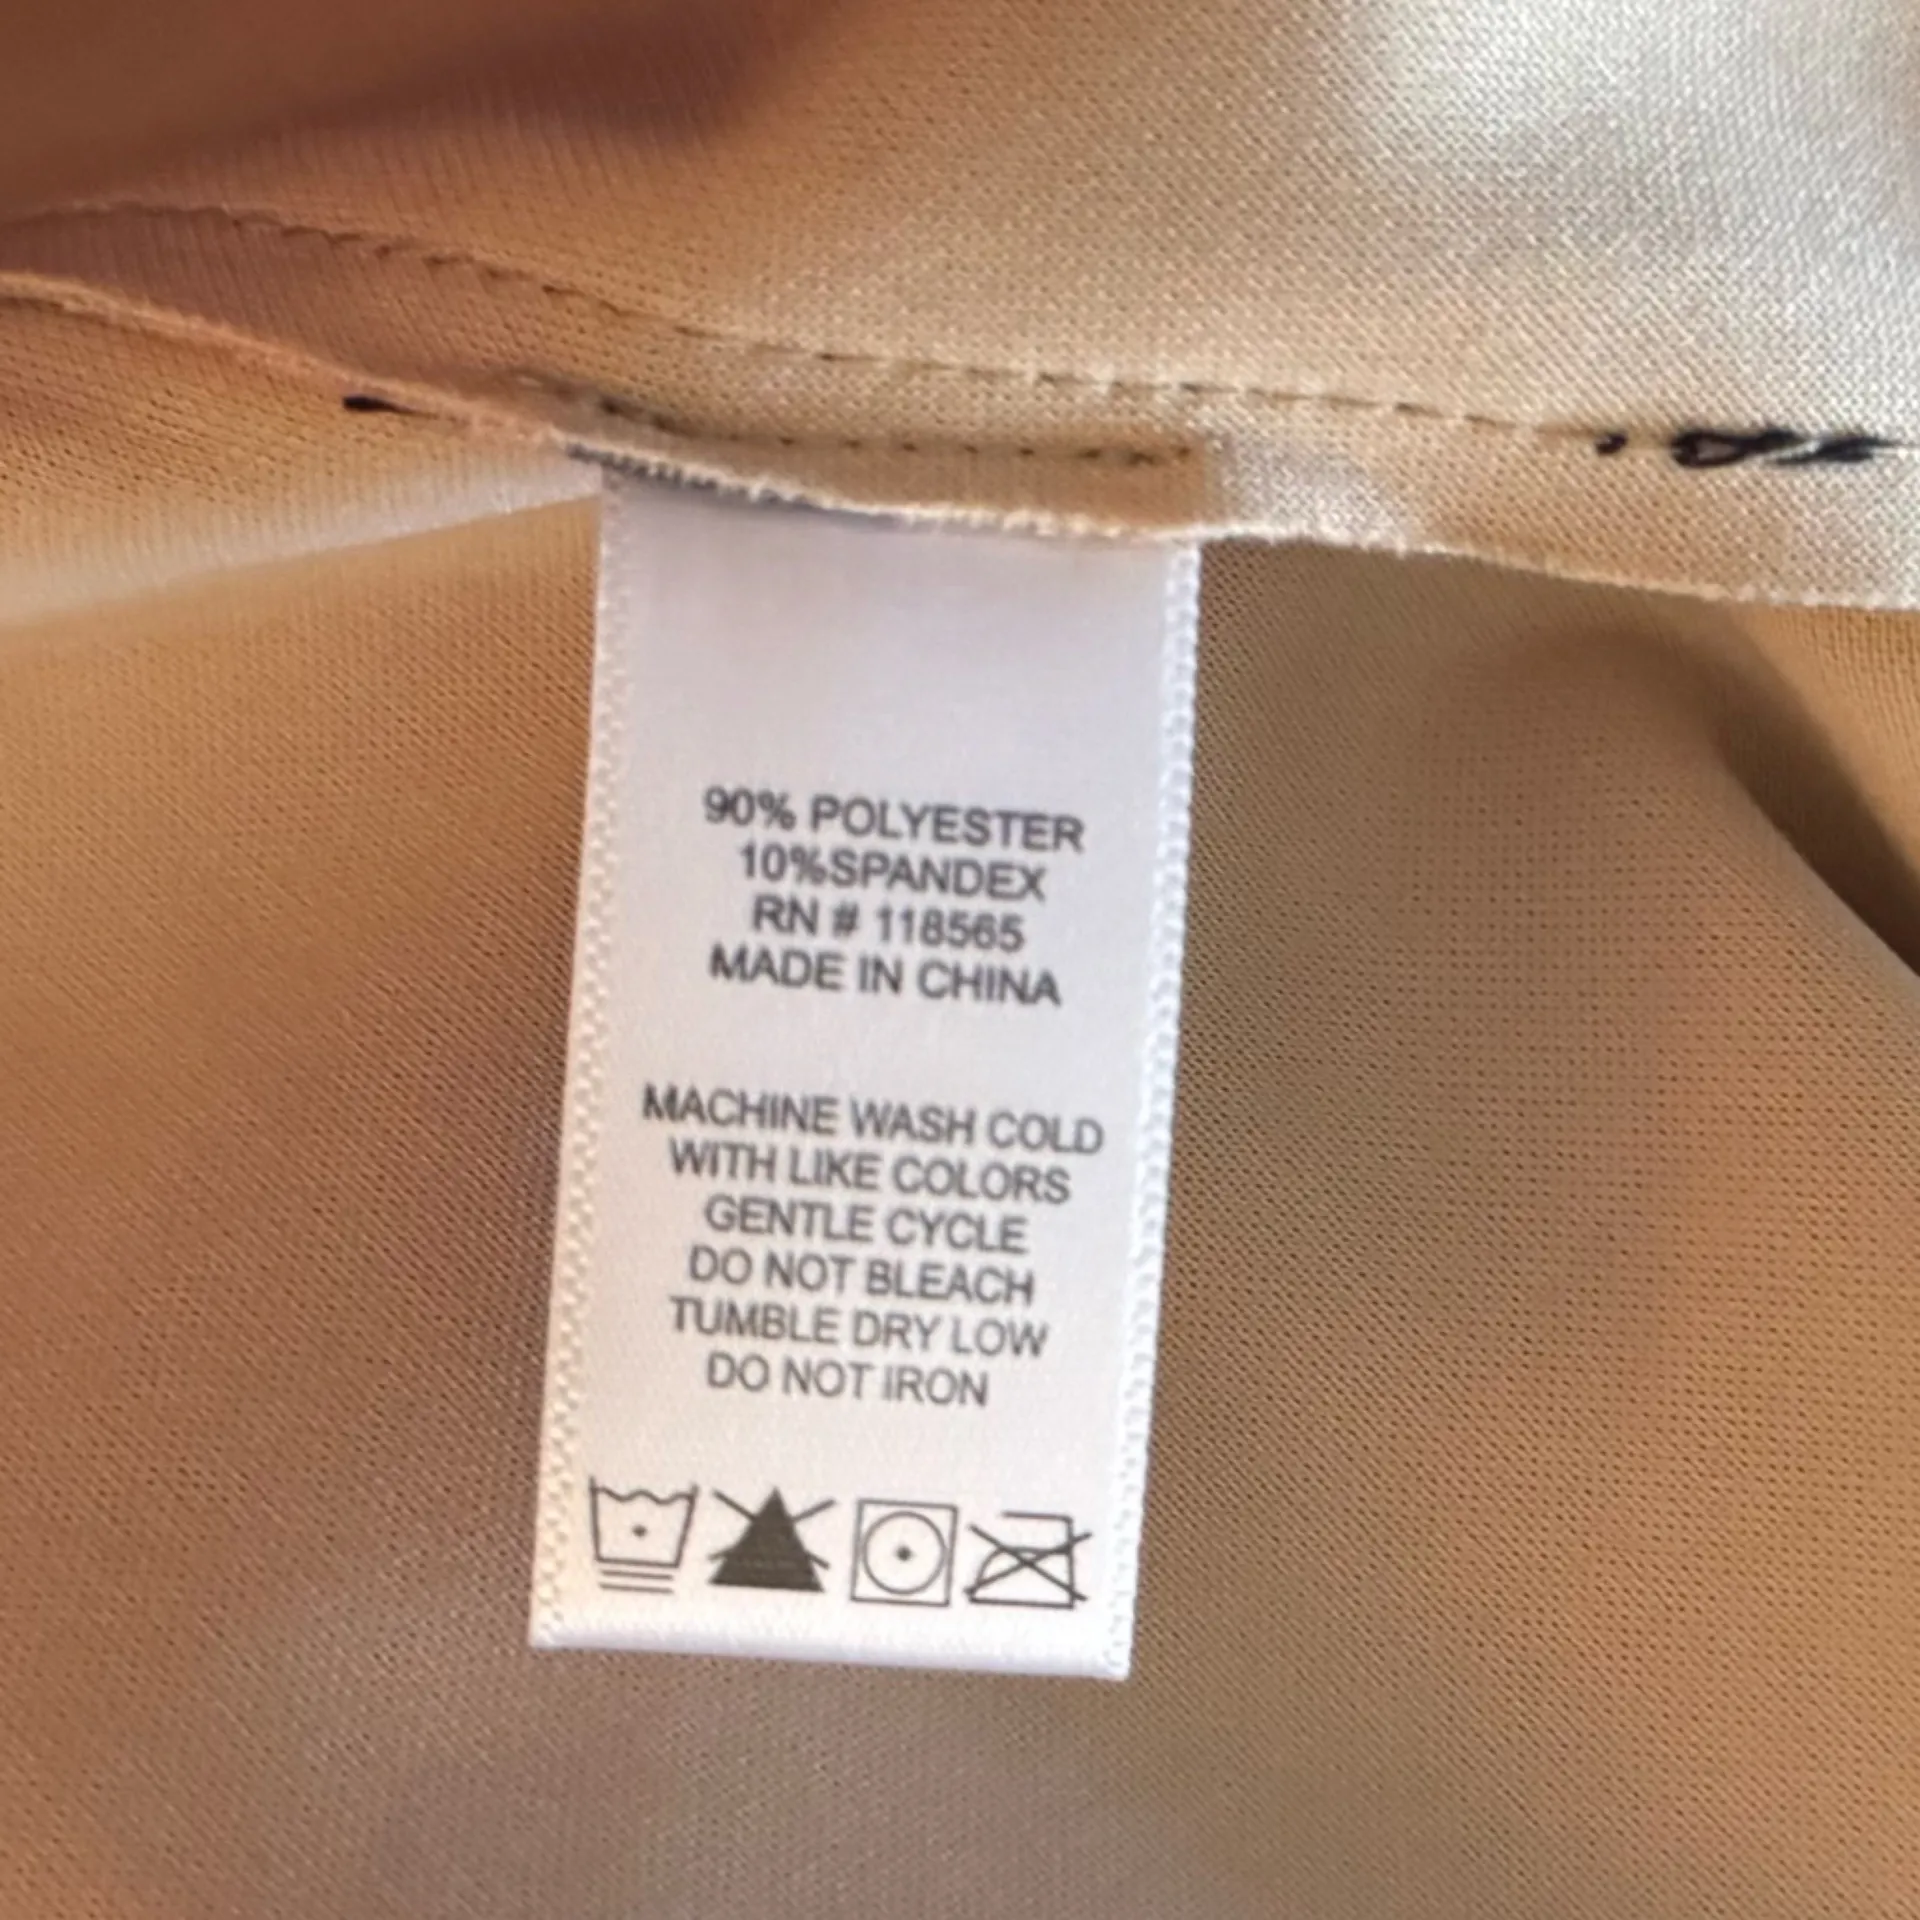 90% POLYESTER
10%SPANDEX
RN # 118565
MADE IN CHINA
MACHINE WASH COLD
WITH LIKE COLORS
GENTLE CYCLE
DO NOT BLEACH
TUMBLE DRY LOW
DO NOT IRON